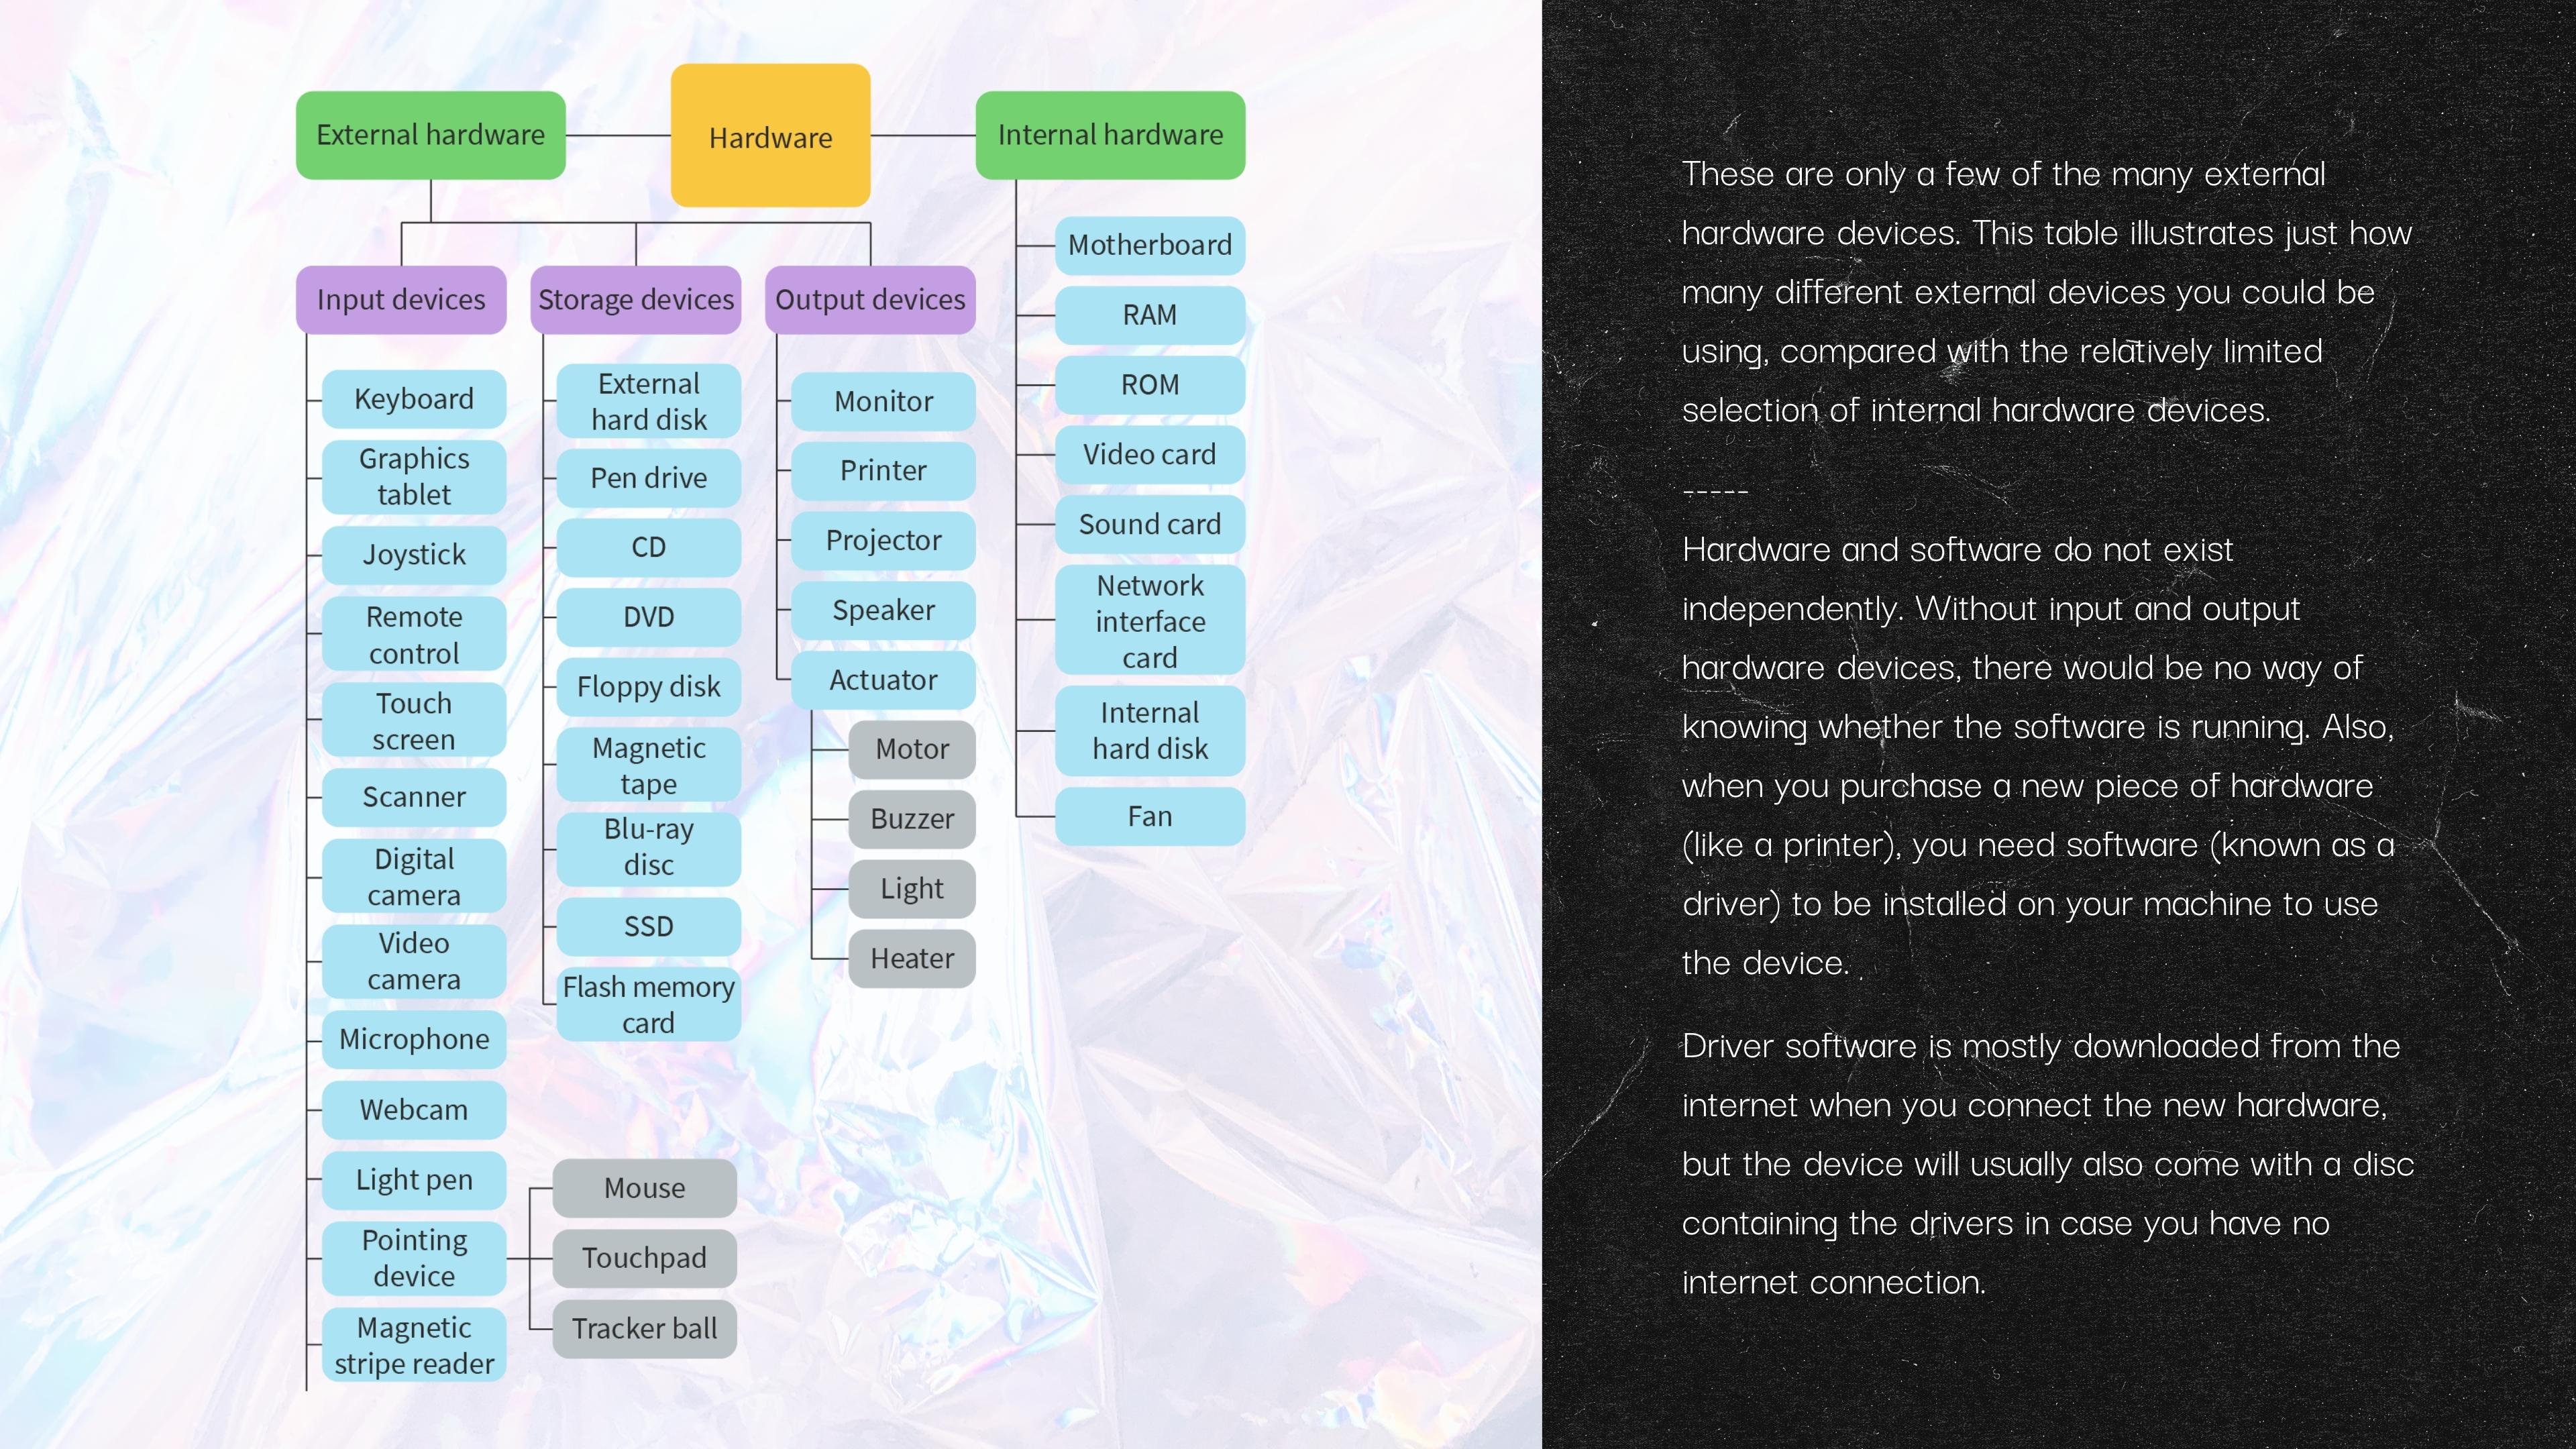 External hardware
Hardware
Internal hardware
Input devices
Keyboard
Graphics
tablet
Joystick
Remote
control
Touch
screen
Scanner
Digital
camera
Video
camera
Microphone
Webcam
Light pen
Pointing
device
Mouse
Touchpad
Tracker ball
Magnetic
stripe reader
Storage devices
External
hard disk
Pen drive
CD
DVD
Floppy disk
Magnetic
tape
Blu-ray
disc
SSD
Flash memory
card
Output devices
Monitor
Printer
Projector
Speaker
Actuator
Motor
Buzzer
Light
Heater
Motherboard
RAM
ROM
Video card
Sound card
Network
interface
card
Internal
hard disk
Fan
These are only a few of the many external
hardware devices. This table illustrates just how
many different external devices you could be
using, compared with the relatively limited
selection of internal hardware devices.
-----
Hardware and software do not exist
independently. Without input and output
hardware devices, there would be no way of
knowing whether the software is running. Also,
when you purchase a new piece of hardware
(like a printer), you need software (known as a
driver) to be installed on your machine to use
the device.
Driver software is mostly downloaded from the
internet when you connect the new hardware,
but the device will usually also come with a disc
containing the drivers in case you have no
internet connection.